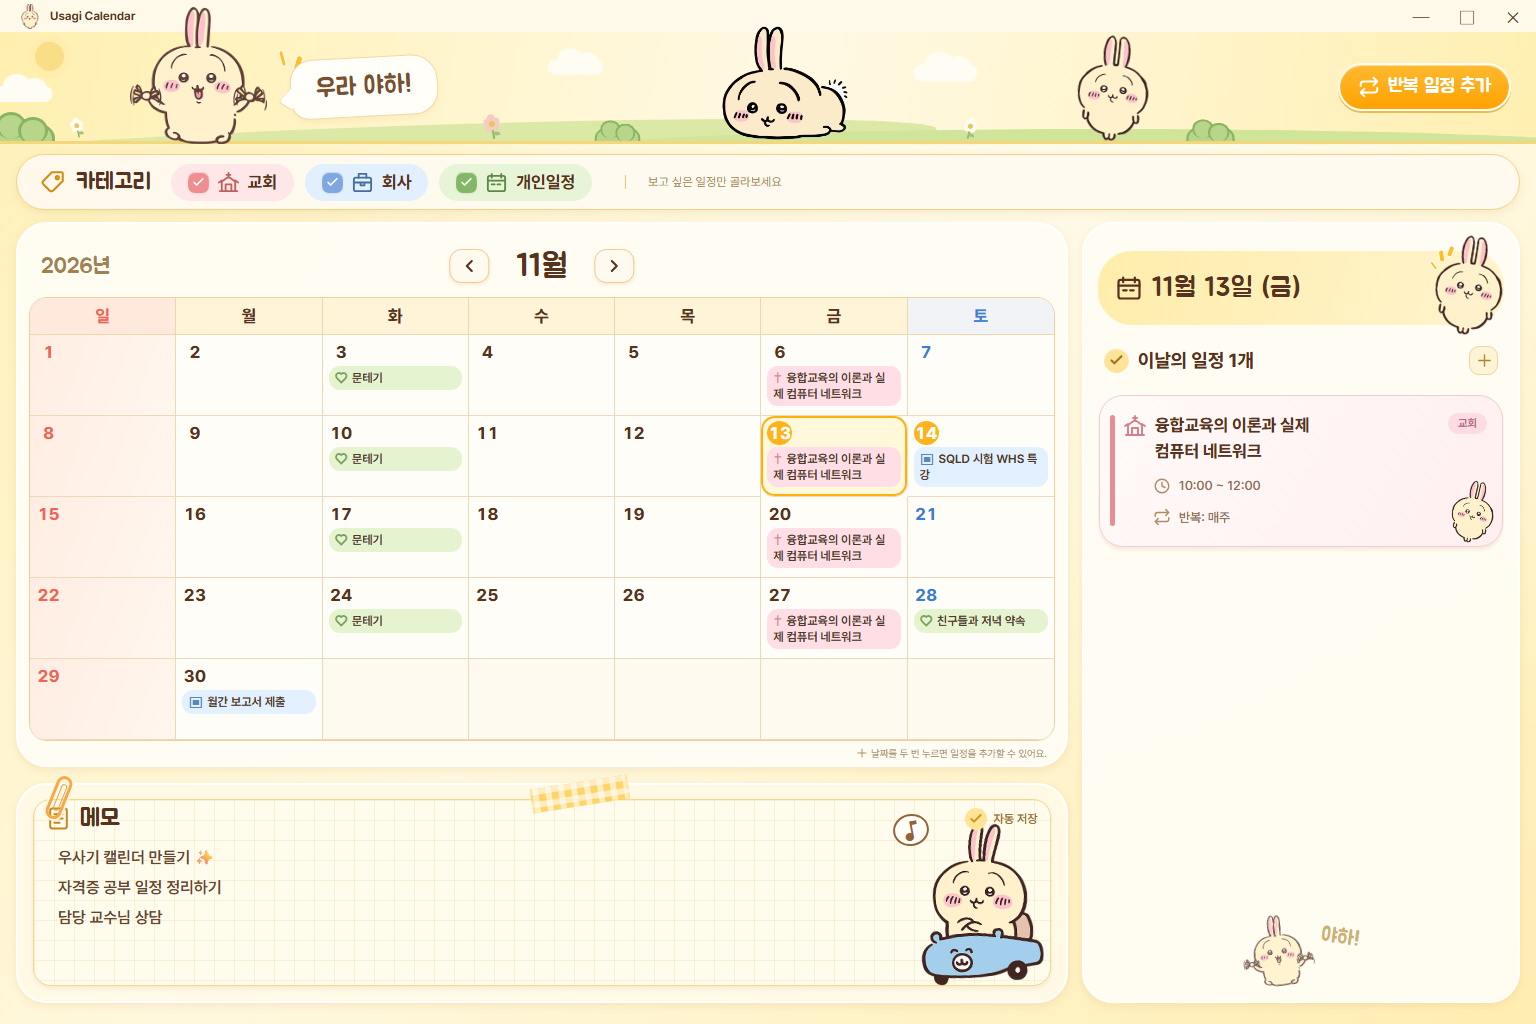 Usagi Calendar
우라 야하!
반복 일정 추가
카테고리
교회
회사
개인일정
보고 싶은 일정만 골라보세요
2026년
11월
일 월 화 수 목 금 토
1 2 3 4 5 6 7
문테기
융합교육의 이론과 실
제 컴퓨터 네트워크
8 9 10 11 12 13 14
문테기
융합교육의 이론과 실
제 컴퓨터 네트워크
SQLD 시험 WHS 특
강
15 16 17 18 19 20 21
문테기
융합교육의 이론과 실
제 컴퓨터 네트워크
22 23 24 25 26 27 28
문테기
융합교육의 이론과 실
제 컴퓨터 네트워크
친구들과 저녁 약속
29 30
월간 보고서 제출
날짜를 두 번 누르면 일정을 추가할 수 있어요.
메모
자동 저장
우사기 캘린더 만들기 ✨
자격증 공부 일정 정리하기
담당 교수님 상담
11월 13일 (금)
이날의 일정 1개
융합교육의 이론과 실제
컴퓨터 네트워크
교회
10:00 ~ 12:00
반복: 매주
야하!